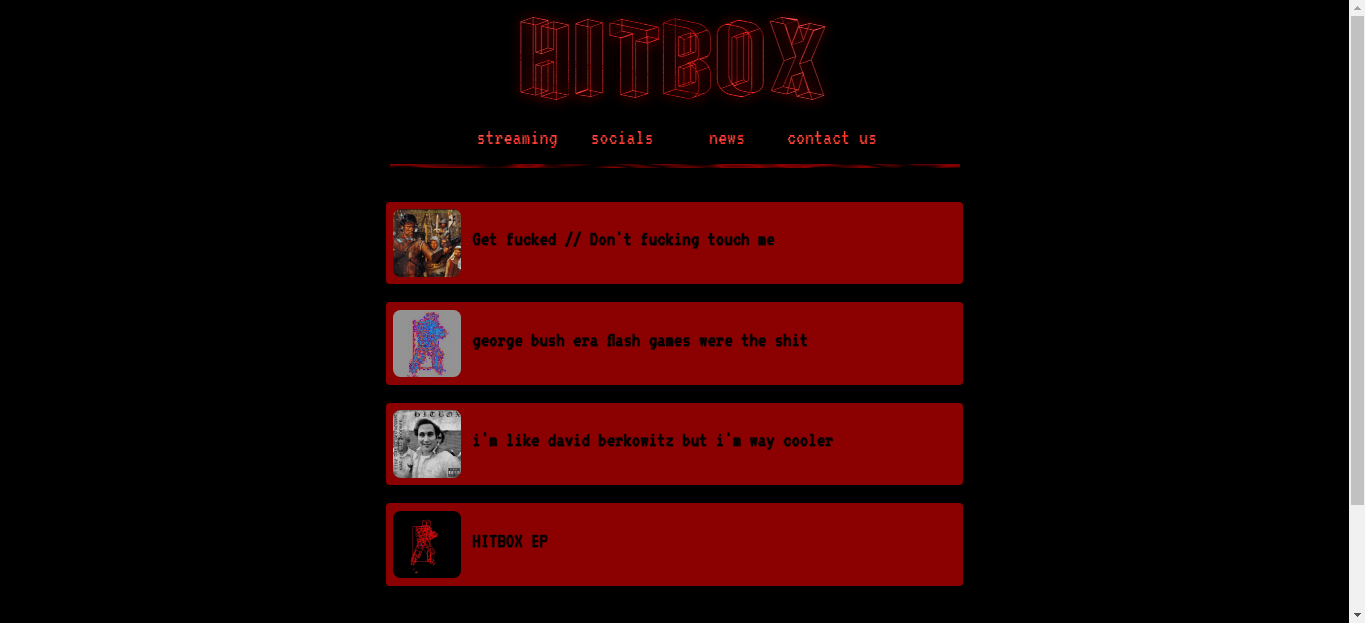 HITBOX
streaming socials news contact us
Get fucked // Don't fucking touch me
george bush era flash games were the shit
HITBOX
i'm like david berkowitz but i'm way cooler
HITBOX EP